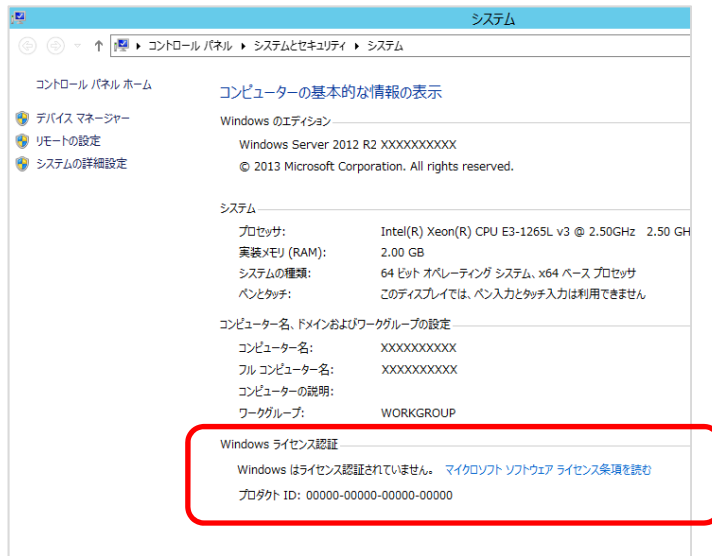 システム
コントロール パネル システムとセキュリティ システム
コントロール パネル ホーム
デバイス マネージャー
リモートの設定
システムの詳細設定
コンピューターの基本的な情報の表示
Windows のエディション
Windows Server 2012 R2 XXXXXXXXXX
© 2013 Microsoft Corporation. All rights reserved.
システム
プロセッサ: Intel(R) Xeon(R) CPU E3-1265L v3 @ 2.50GHz 2.50 GH
実装メモリ (RAM): 2.00 GB
システムの種類: 64 ビット オペレーティング システム、x64 ベース プロセッサ
ペンとタッチ: このディスプレイでは、ペン入力とタッチ入力は利用できません
コンピューター名、ドメインおよびワークグループの設定
コンピューター名: XXXXXXXXXX
フル コンピューター名: XXXXXXXXXX
コンピューターの説明:
ワークグループ: WORKGROUP
Windows ライセンス認証
Windows はライセンス認証されていません。 マイクロソフト ソフトウェア ライセンス条項を読む
プロダクト ID: 00000-00000-00000-00000